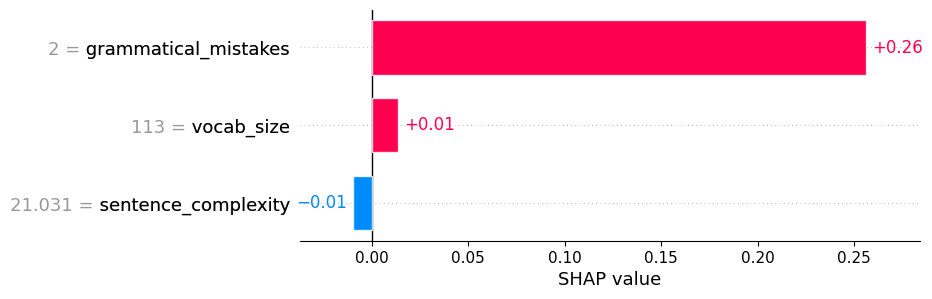 2 = grammatical_mistakes
+0.26
113 = vocab_size
+0.01
21.031 = sentence_complexity
−0.01
0.00 0.05 0.10 0.15 0.20 0.25
SHAP value